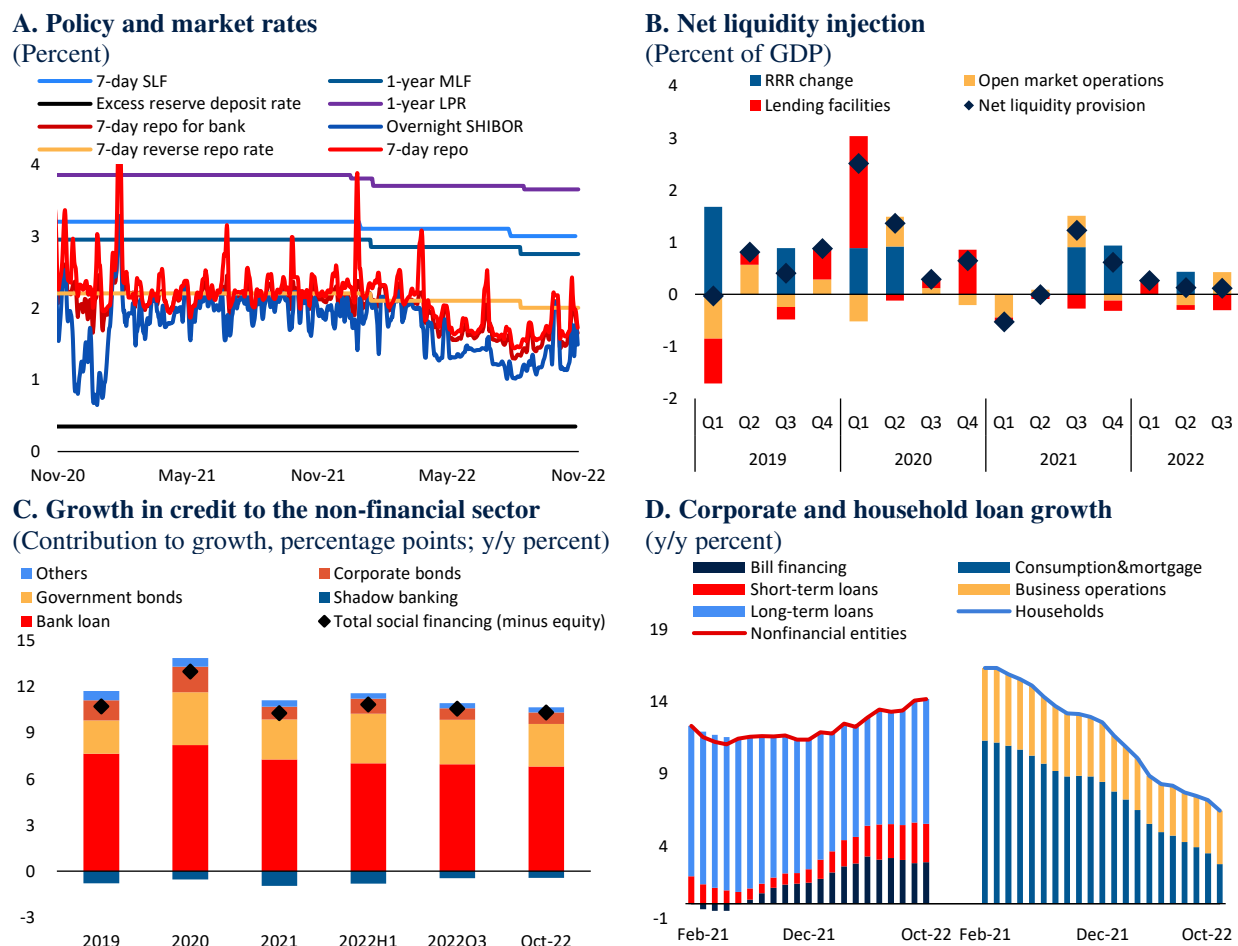 A. Policy and market rates
(Percent)
7-day SLF
1-year MLF
Excess reserve deposit rate
1-year LPR
7-day repo for bank
Overnight SHIBOR
7-day reverse repo rate
7-day repo
4
3
2
1
0
Nov-20 May-21 Nov-21 May-22 Nov-22
B. Net liquidity injection
(Percent of GDP)
RRR change
Open market operations
Lending facilities
Net liquidity provision
4
3
2
1
0
-1
-2
Q1 Q2 Q3 Q4 Q1 Q2 Q3 Q4 Q1 Q2 Q3 Q4 Q1 Q2 Q3
2019 2020 2021 2022
C. Growth in credit to the non-financial sector
(Contribution to growth, percentage points; y/y percent)
Others
Corporate bonds
Government bonds
Shadow banking
Bank loan
Total social financing (minus equity)
15
12
9
6
3
0
-3
2019 2020 2021 2022H1 2022Q3 Oct-22
D. Corporate and household loan growth
(y/y percent)
Bill financing
Consumption&mortgage
Short-term loans
Business operations
Long-term loans
Households
Nonfinancial entities
19
14
9
4
-1
Feb-21 Dec-21 Oct-22 Feb-21 Dec-21 Oct-22